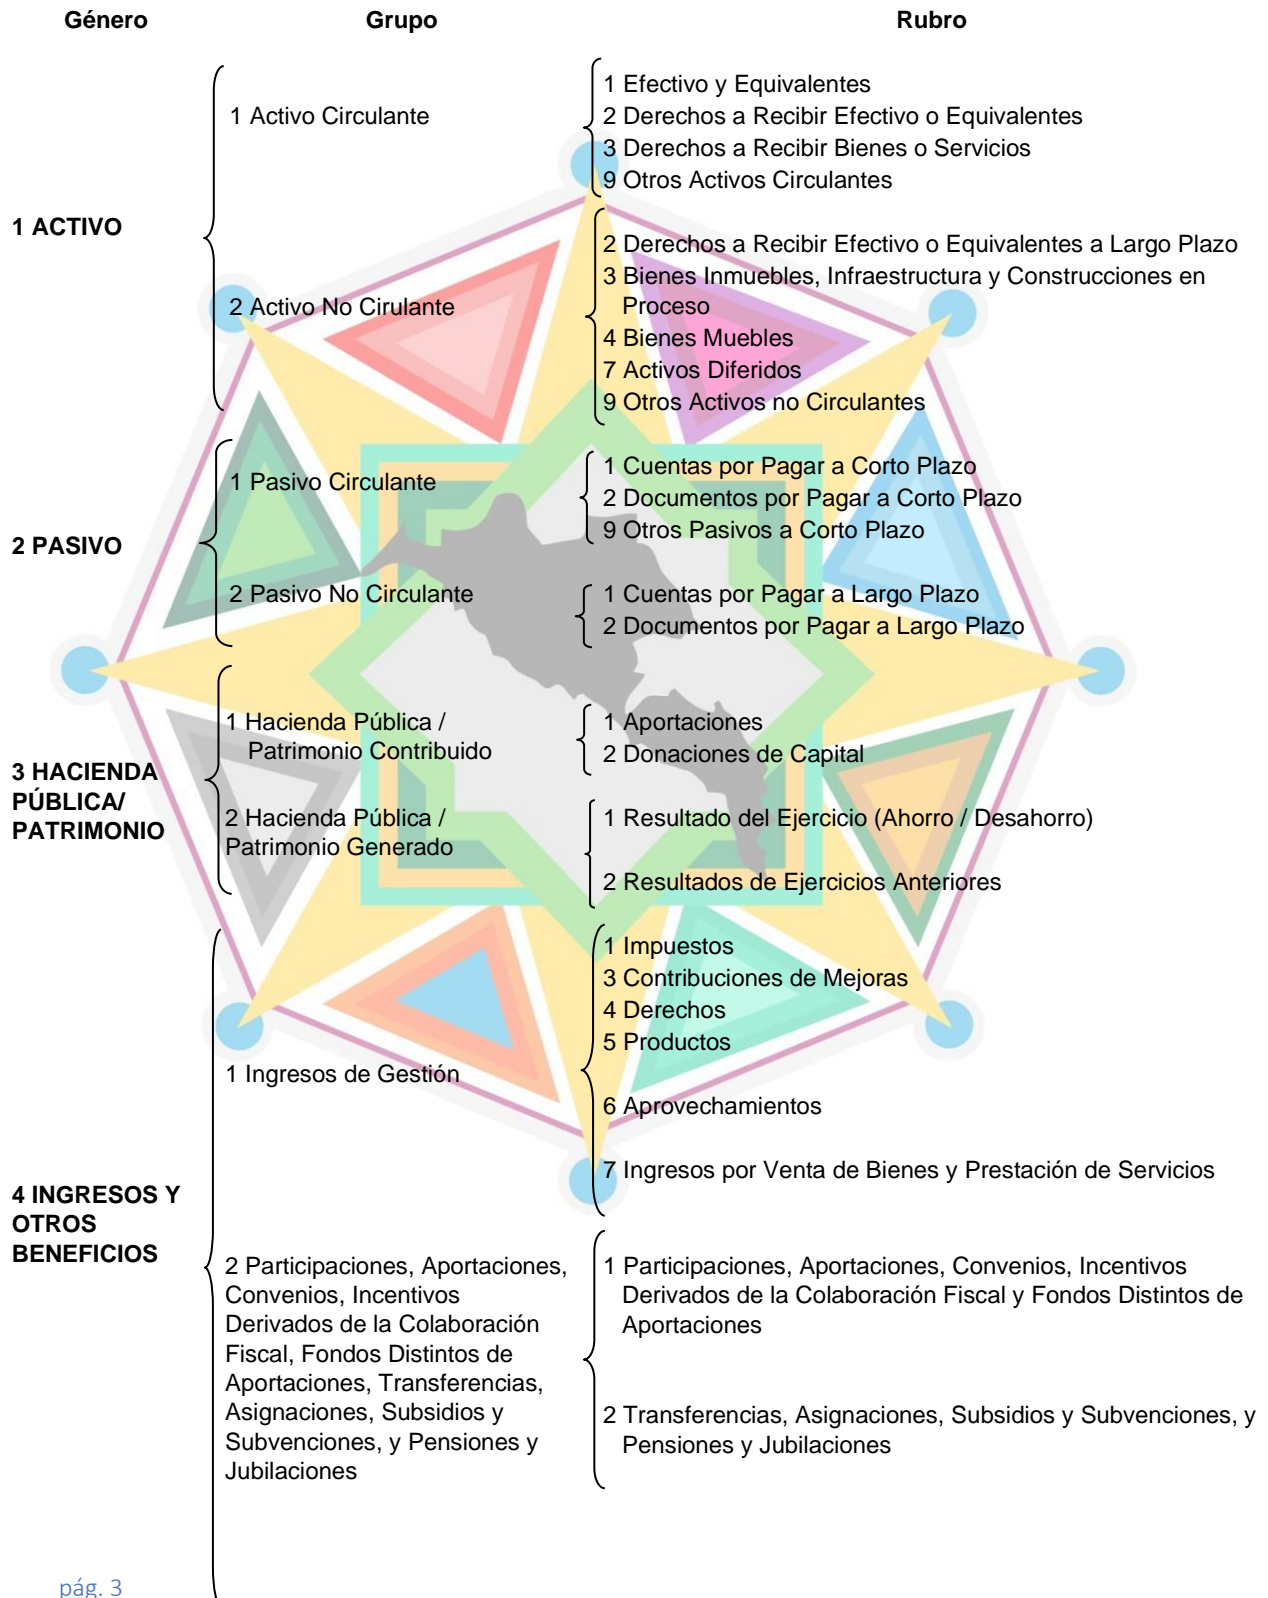 Género Grupo Rubro
1 ACTIVO
1 Activo Circulante
1 Efectivo y Equivalentes
2 Derechos a Recibir Efectivo o Equivalentes
3 Derechos a Recibir Bienes o Servicios
9 Otros Activos Circulantes
2 Activo No Cirulante
2 Derechos a Recibir Efectivo o Equivalentes a Largo Plazo
3 Bienes Inmuebles, Infraestructura y Construcciones en
Proceso
4 Bienes Muebles
7 Activos Diferidos
9 Otros Activos no Circulantes
2 PASIVO
1 Pasivo Circulante
1 Cuentas por Pagar a Corto Plazo
2 Documentos por Pagar a Corto Plazo
9 Otros Pasivos a Corto Plazo
2 Pasivo No Circulante
1 Cuentas por Pagar a Largo Plazo
2 Documentos por Pagar a Largo Plazo
3 HACIENDA
PÚBLICA/
PATRIMONIO
1 Hacienda Pública /
Patrimonio Contribuido
1 Aportaciones
2 Donaciones de Capital
2 Hacienda Pública /
Patrimonio Generado
1 Resultado del Ejercicio (Ahorro / Desahorro)
2 Resultados de Ejercicios Anteriores
4 INGRESOS Y
OTROS
BENEFICIOS
1 Ingresos de Gestión
1 Impuestos
3 Contribuciones de Mejoras
4 Derechos
5 Productos
6 Aprovechamientos
7 Ingresos por Venta de Bienes y Prestación de Servicios
2 Participaciones, Aportaciones,
Convenios, Incentivos
Derivados de la Colaboración
Fiscal, Fondos Distintos de
Aportaciones, Transferencias,
Asignaciones, Subsidios y
Subvenciones, y Pensiones y
Jubilaciones
1 Participaciones, Aportaciones, Convenios, Incentivos
Derivados de la Colaboración Fiscal y Fondos Distintos de
Aportaciones
2 Transferencias, Asignaciones, Subsidios y Subvenciones, y
Pensiones y Jubilaciones
pág. 3